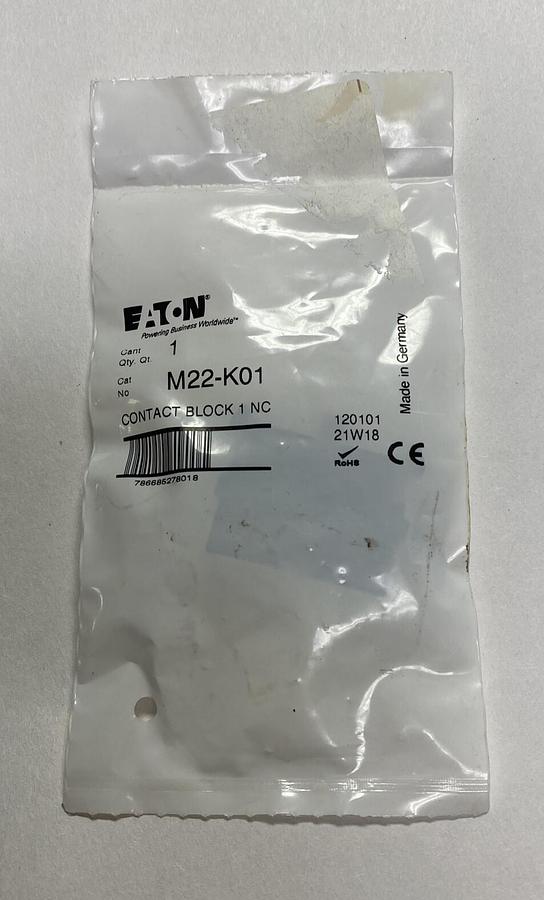 EATON®
Powering Business Worldwide™
Cant
Qty. Qt.
1
Cat
No
M22-K01
CONTACT BLOCK 1 NC
786685278018
Made in Germany
120101
21W18
RoHS
CE